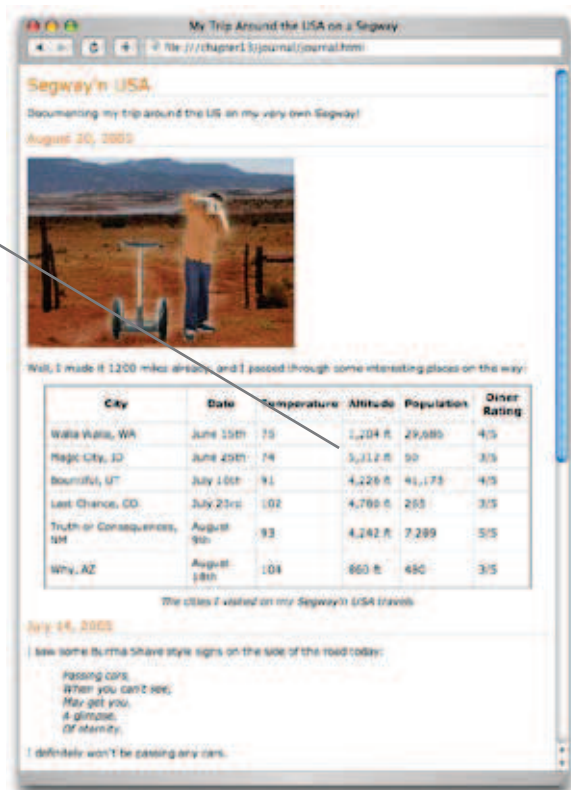 My Trip Around the USA on a Segway
file:///chapter13/journal/journal.html
Segway'n USA
Documenting my trip around the US on my very own Segway!
August 20, 2005
Well, I made it 1200 miles already, and I passed through some interesting places on the way:
City Date Temperature Altitude Population Diner Rating
Walla Walla, WA June 15th 75 1,204 ft 29,686 4/5
Magic City, ID June 25th 74 5,312 ft 50 3/5
Bountiful, UT July 10th 91 4,226 ft 41,173 4/5
Last Chance, CO July 23rd 102 4,780 ft 265 3/5
Truth or Consequences, NM August 9th 93 4,242 ft 7,289 5/5
Why, AZ August 18th 104 860 ft 480 3/5
The cities I visited on my Segway'n USA travels
July 14, 2005
I saw some Burma Shave style signs on the side of the road today:
Passing cars,
When you can't see,
May get you,
A glimpse,
Of eternity.
I definitely won't be passing any cars.